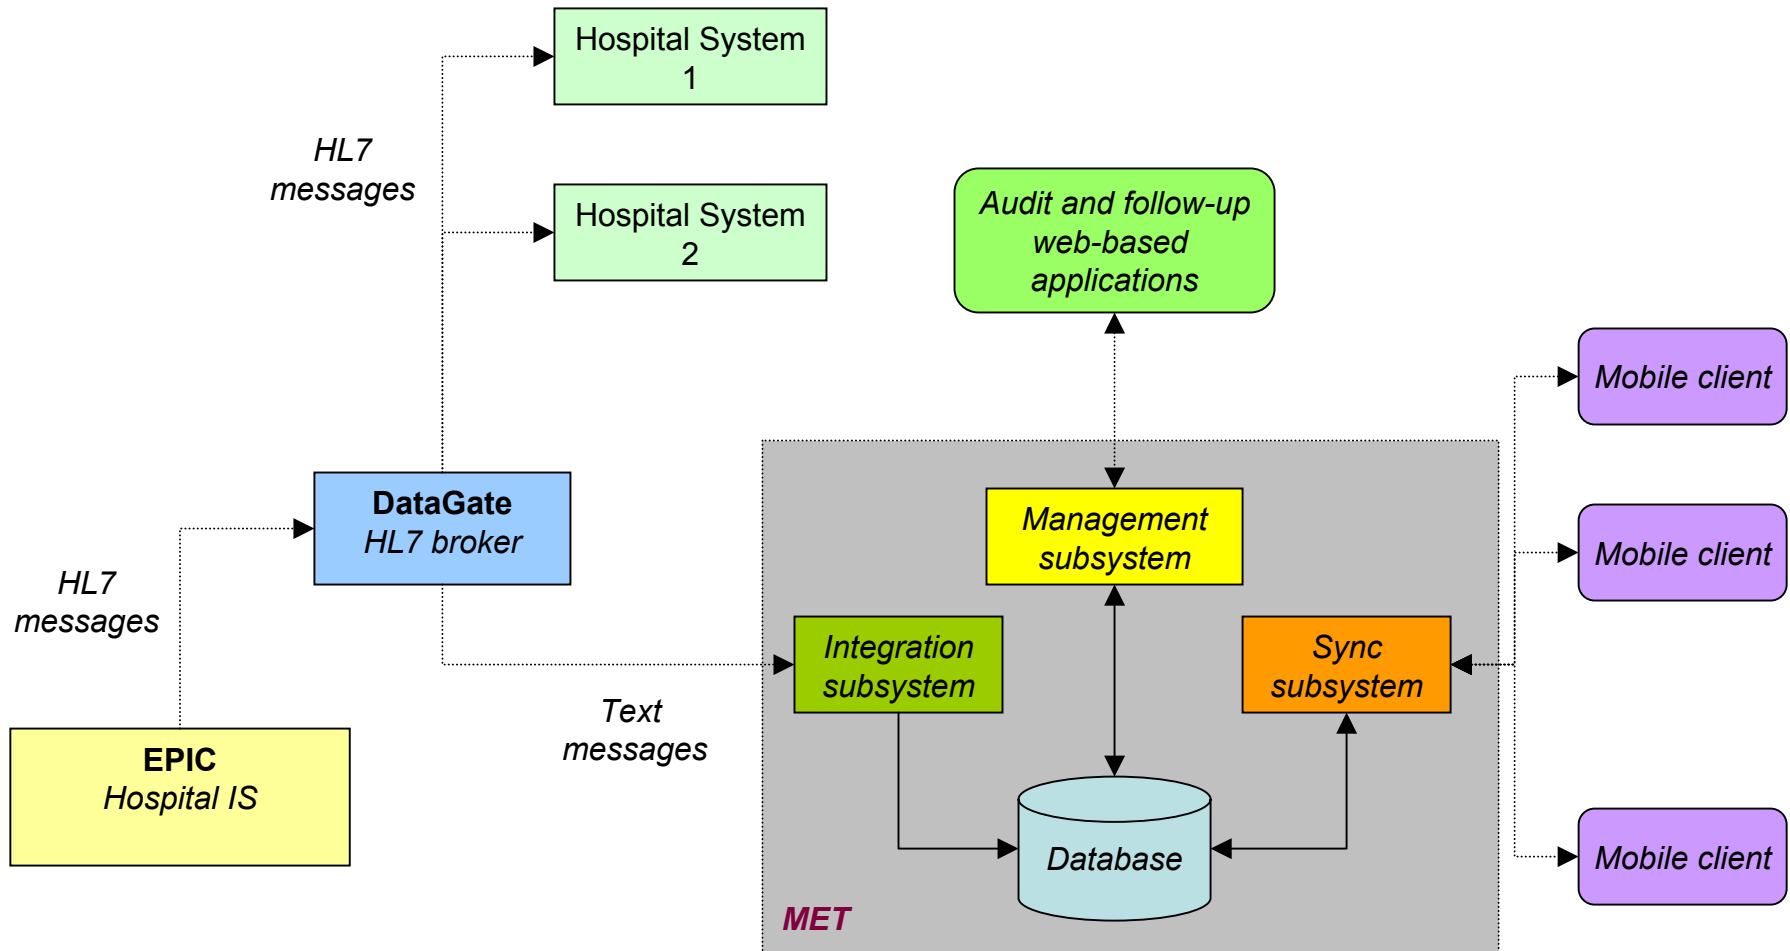 Hospital System
1
HL7
messages
Hospital System
2
Audit and follow-up
web-based
applications
Mobile client
DataGate
HL7 broker
Management
subsystem
Mobile client
HL7
messages
Integration
subsystem
Sync
subsystem
Text
messages
EPIC
Hospital IS
Database
Mobile client
MET